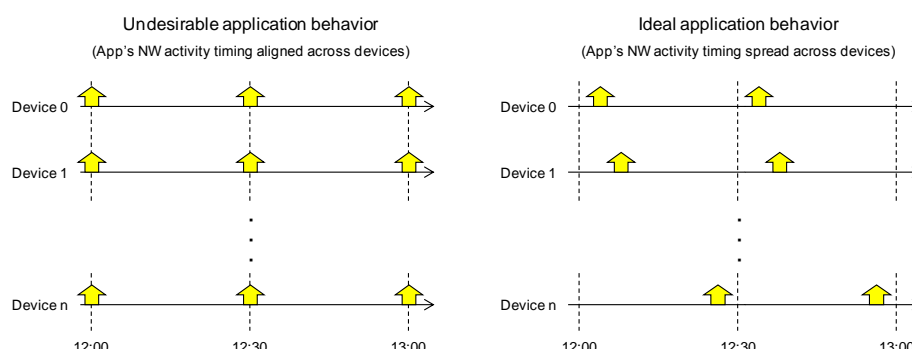 Undesirable application behavior
(App's NW activity timing aligned across devices)
Device 0
Device 1
Device n
12:00
12:30
13:00
Ideal application behavior
(App's NW activity timing spread across devices)
Device 0
Device 1
Device n
12:00
12:30
13:00